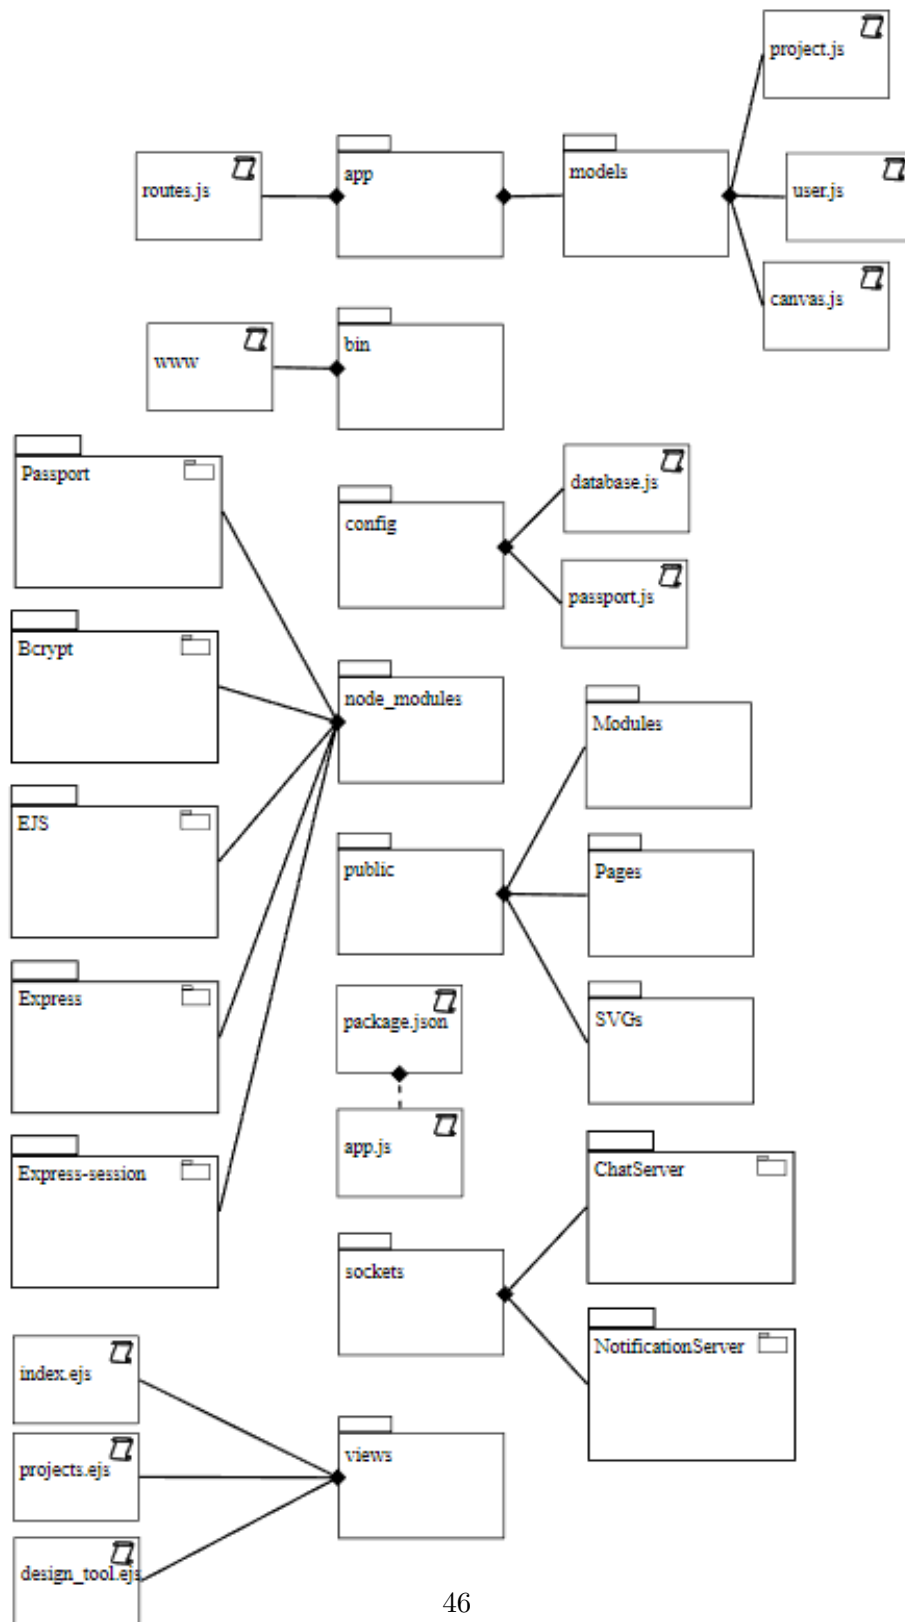 project.js
routes.js
app
models
user.js
canvas.js
www
bin
Passport
config
database.js
passport.js
Bcrypt
node_modules
Modules
EJS
public
Pages
Express
package.json
SVGs
app.js
Express-session
ChatServer
sockets
NotificationServer
index.ejs
views
projects.ejs
design_tool.ejs
46